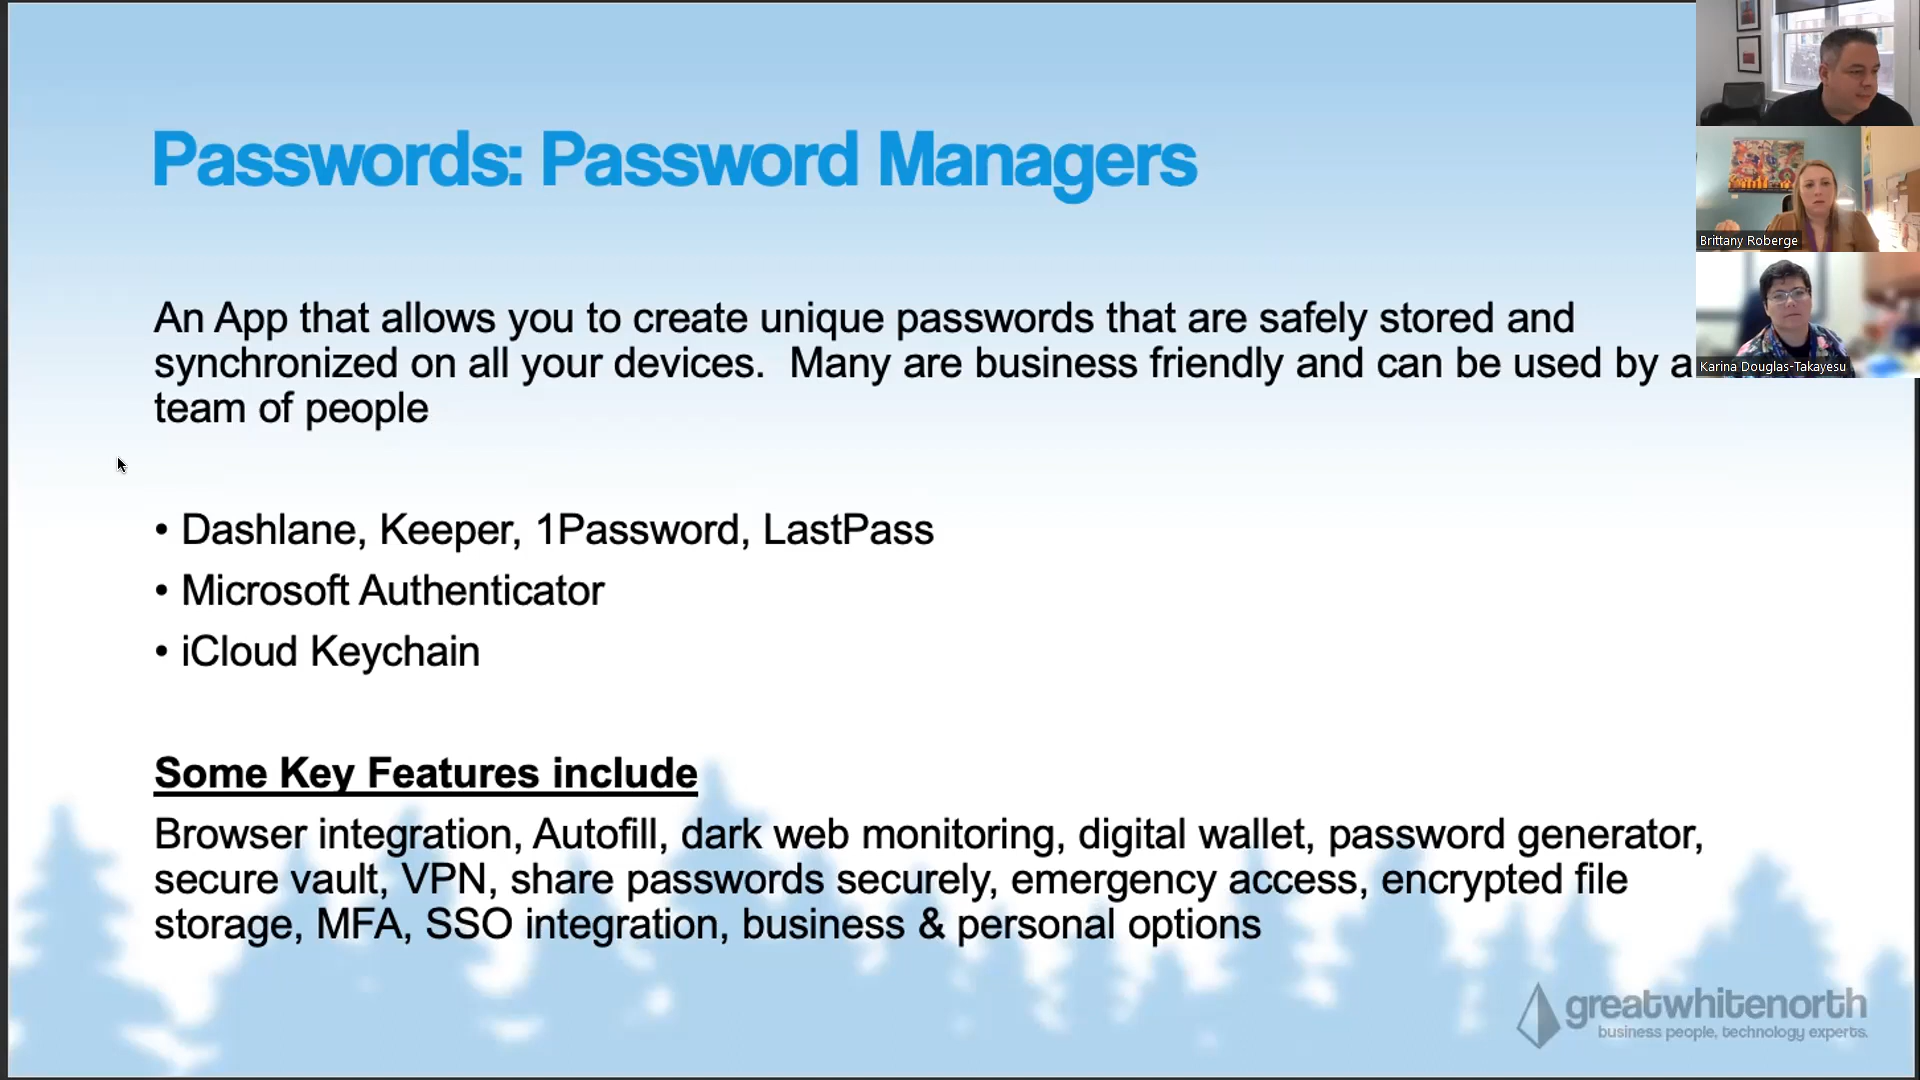 Passwords: Password Managers
An App that allows you to create unique passwords that are safely stored and
synchronized on all your devices.  Many are business friendly and can be used by a
team of people
• Dashlane, Keeper, 1Password, LastPass
• Microsoft Authenticator
• iCloud Keychain
Some Key Features include
Browser integration, Autofill, dark web monitoring, digital wallet, password generator,
secure vault, VPN, share passwords securely, emergency access, encrypted file
storage, MFA, SSO integration, business & personal options
greatwhitenorth
business people, technology experts.
Brittany Roberge
Karina Douglas-Takayesu